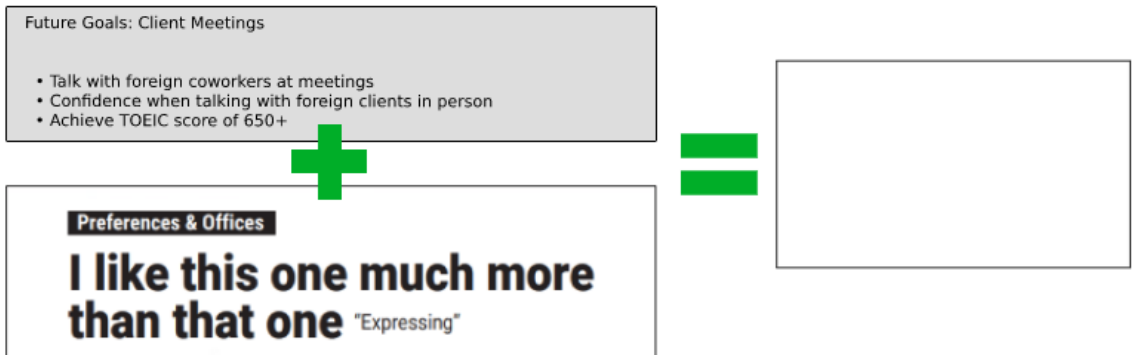 Future Goals: Client Meetings
• Talk with foreign coworkers at meetings
• Confidence when talking with foreign clients in person
• Achieve TOEIC score of 650+
Preferences & Offices
I like this one much more
than that one "Expressing"